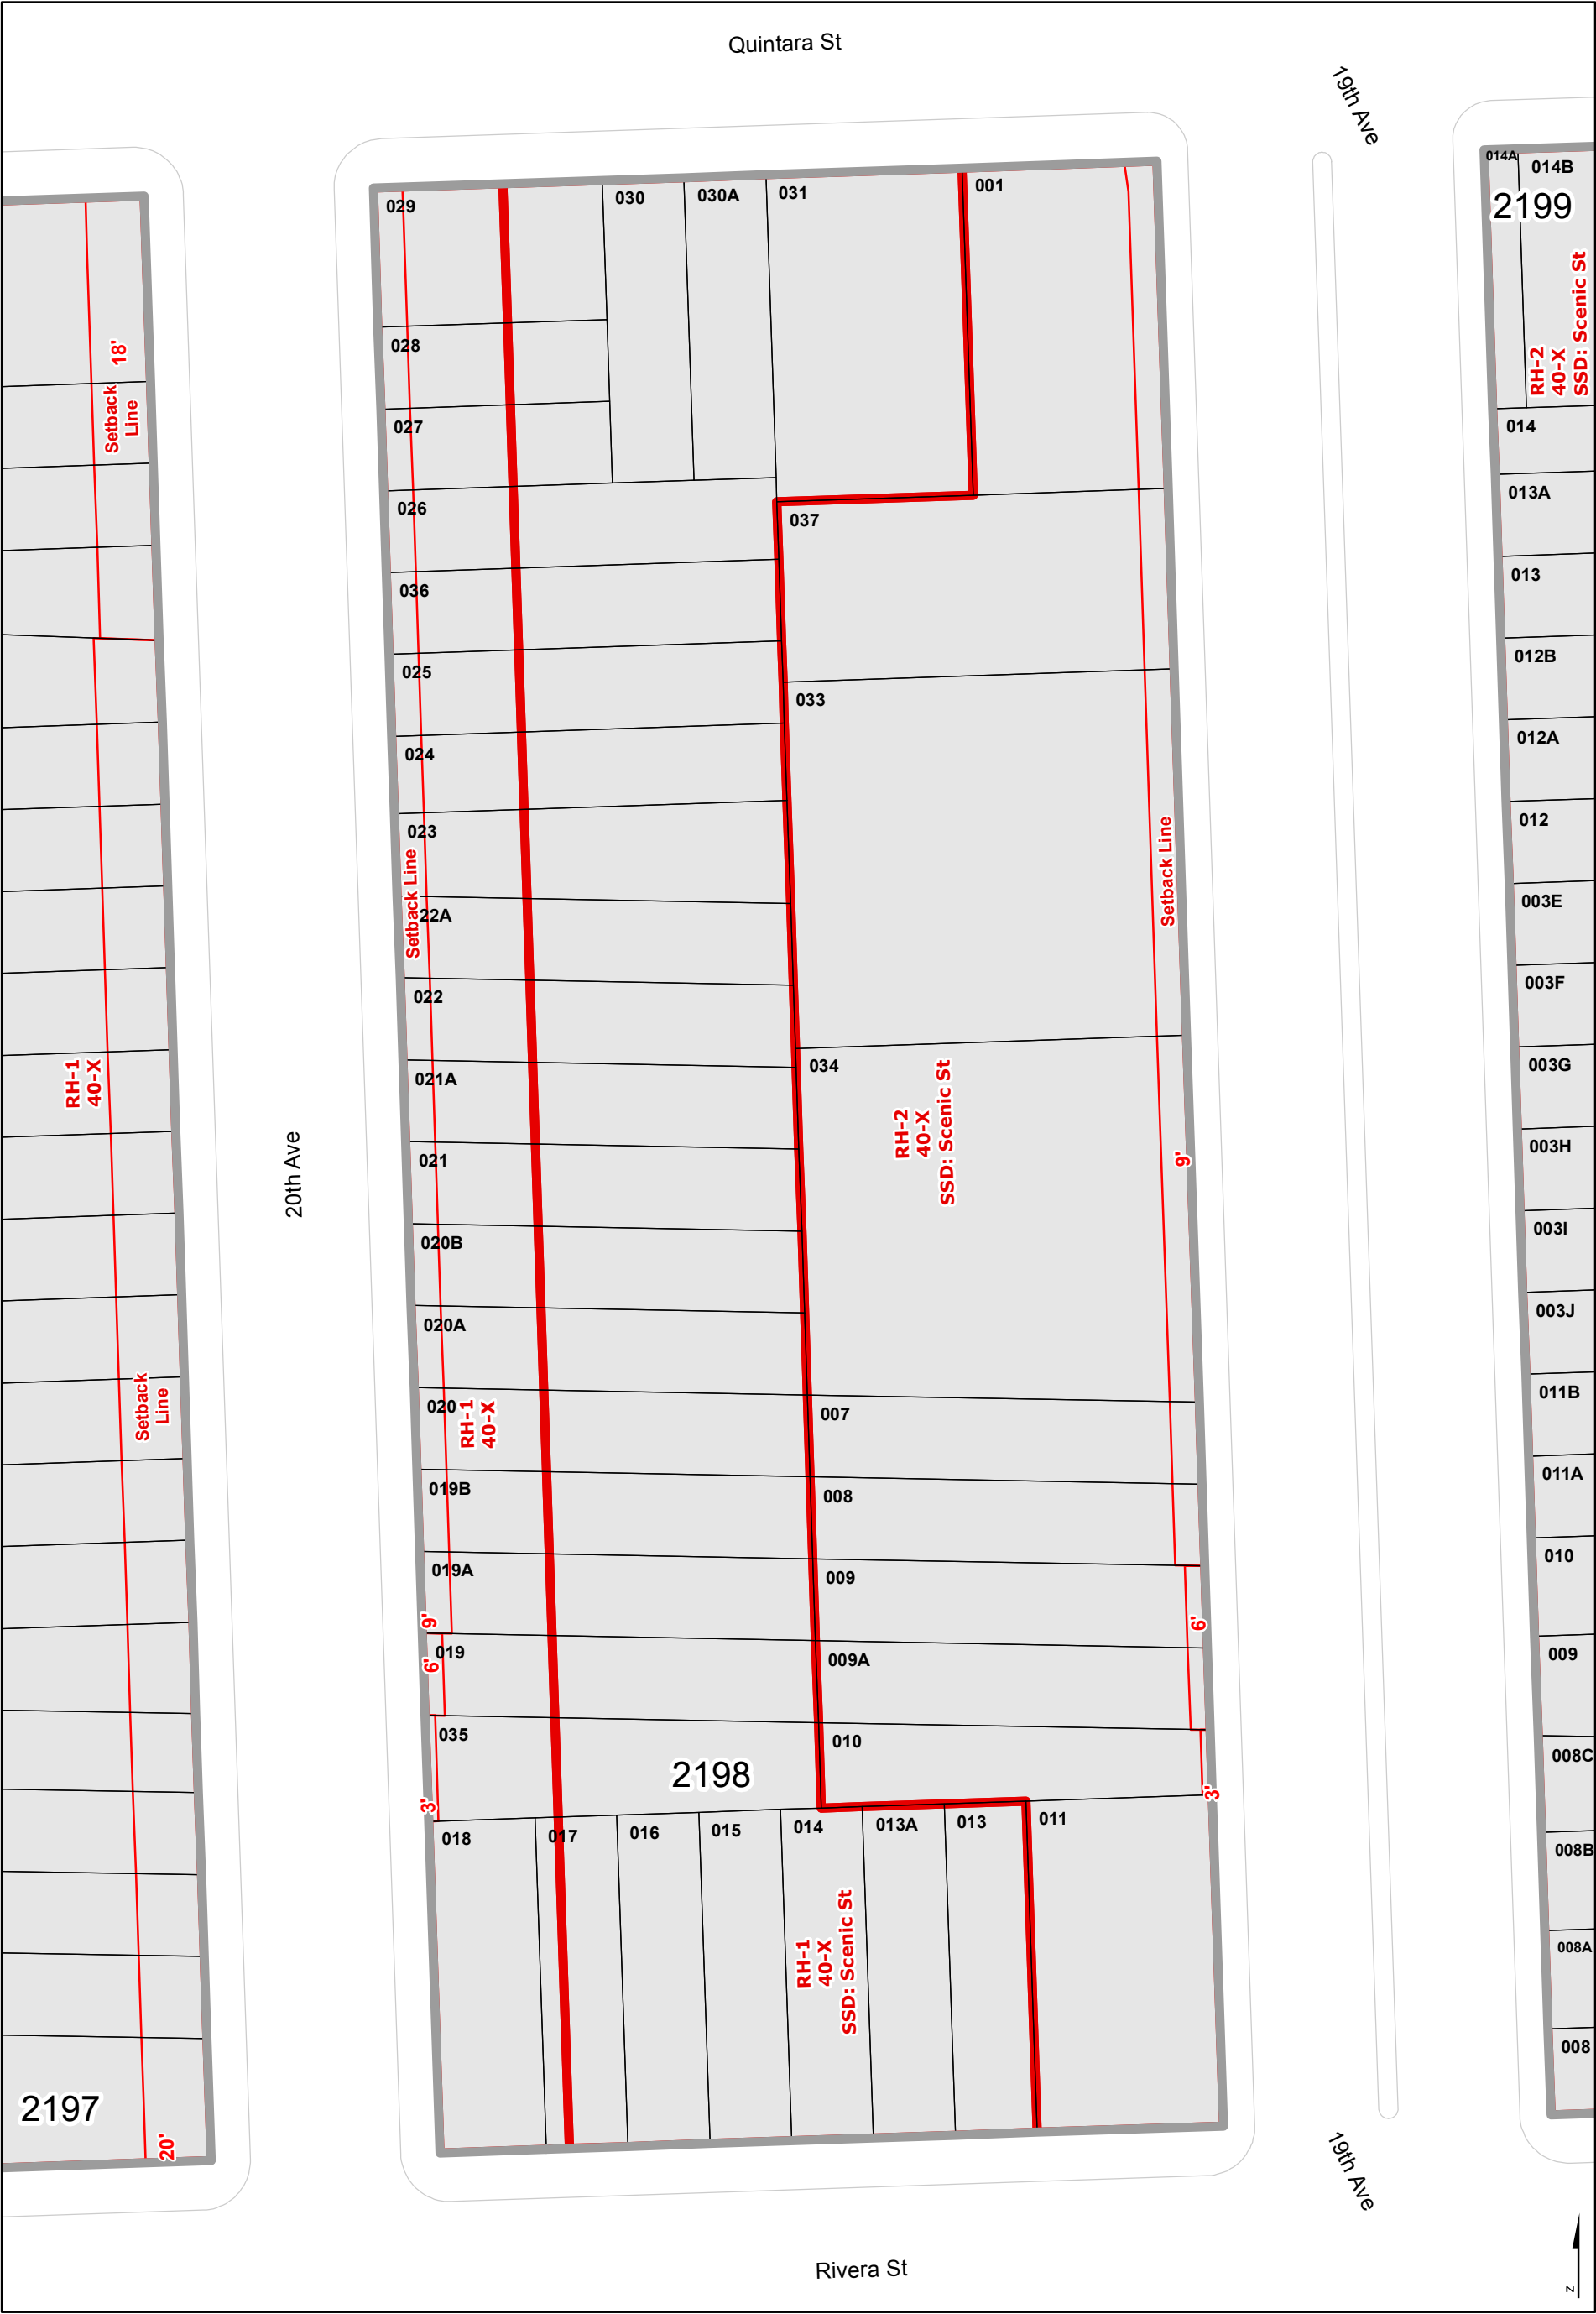 Quintara St
19th Ave
029
030
030A
031
001
014A
014B
2199
RH-2
40-X
SSD: Scenic St
18'
Setback
Line
028
027
026
037
036
025
033
024
023
Setback Line
22A
022
021A
021
020B
020A
020
RH-1
40-X
019B
019A
9'
019
6'
035
3'
034
RH-2
40-X
SSD: Scenic St
Setback Line
9'
007
008
009
6'
009A
010
3'
2198
018
017
016
015
014
013A
013
011
RH-1
40-X
SSD: Scenic St
RH-1
40-X
20th Ave
Setback
Line
2197
20'
014
013A
013
012B
012A
012
003E
003F
003G
003H
003I
003J
011B
011A
010
009
008C
008B
008A
008
19th Ave
Rivera St
N